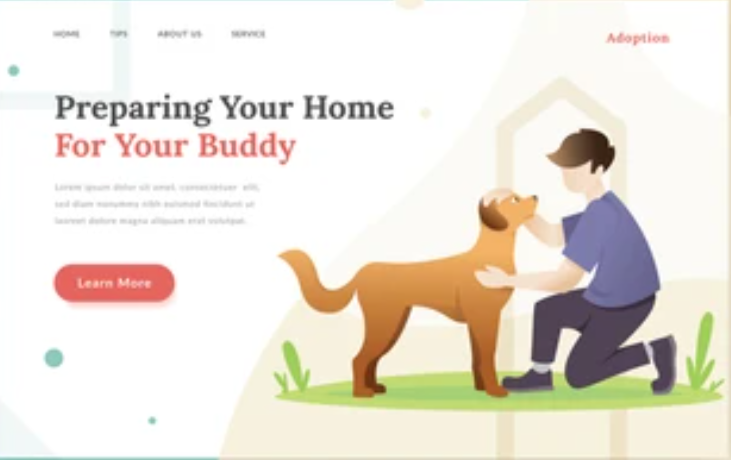 HOME TIPS ABOUT US SERVICE
Adoption
Preparing Your Home
For Your Buddy
Lorem ipsum dolor sit amet, consectetuer elit,
sed diam nonummy nibh euismod tincidunt ut
laoreet dolore magna aliquam erat volutpat.
Learn More